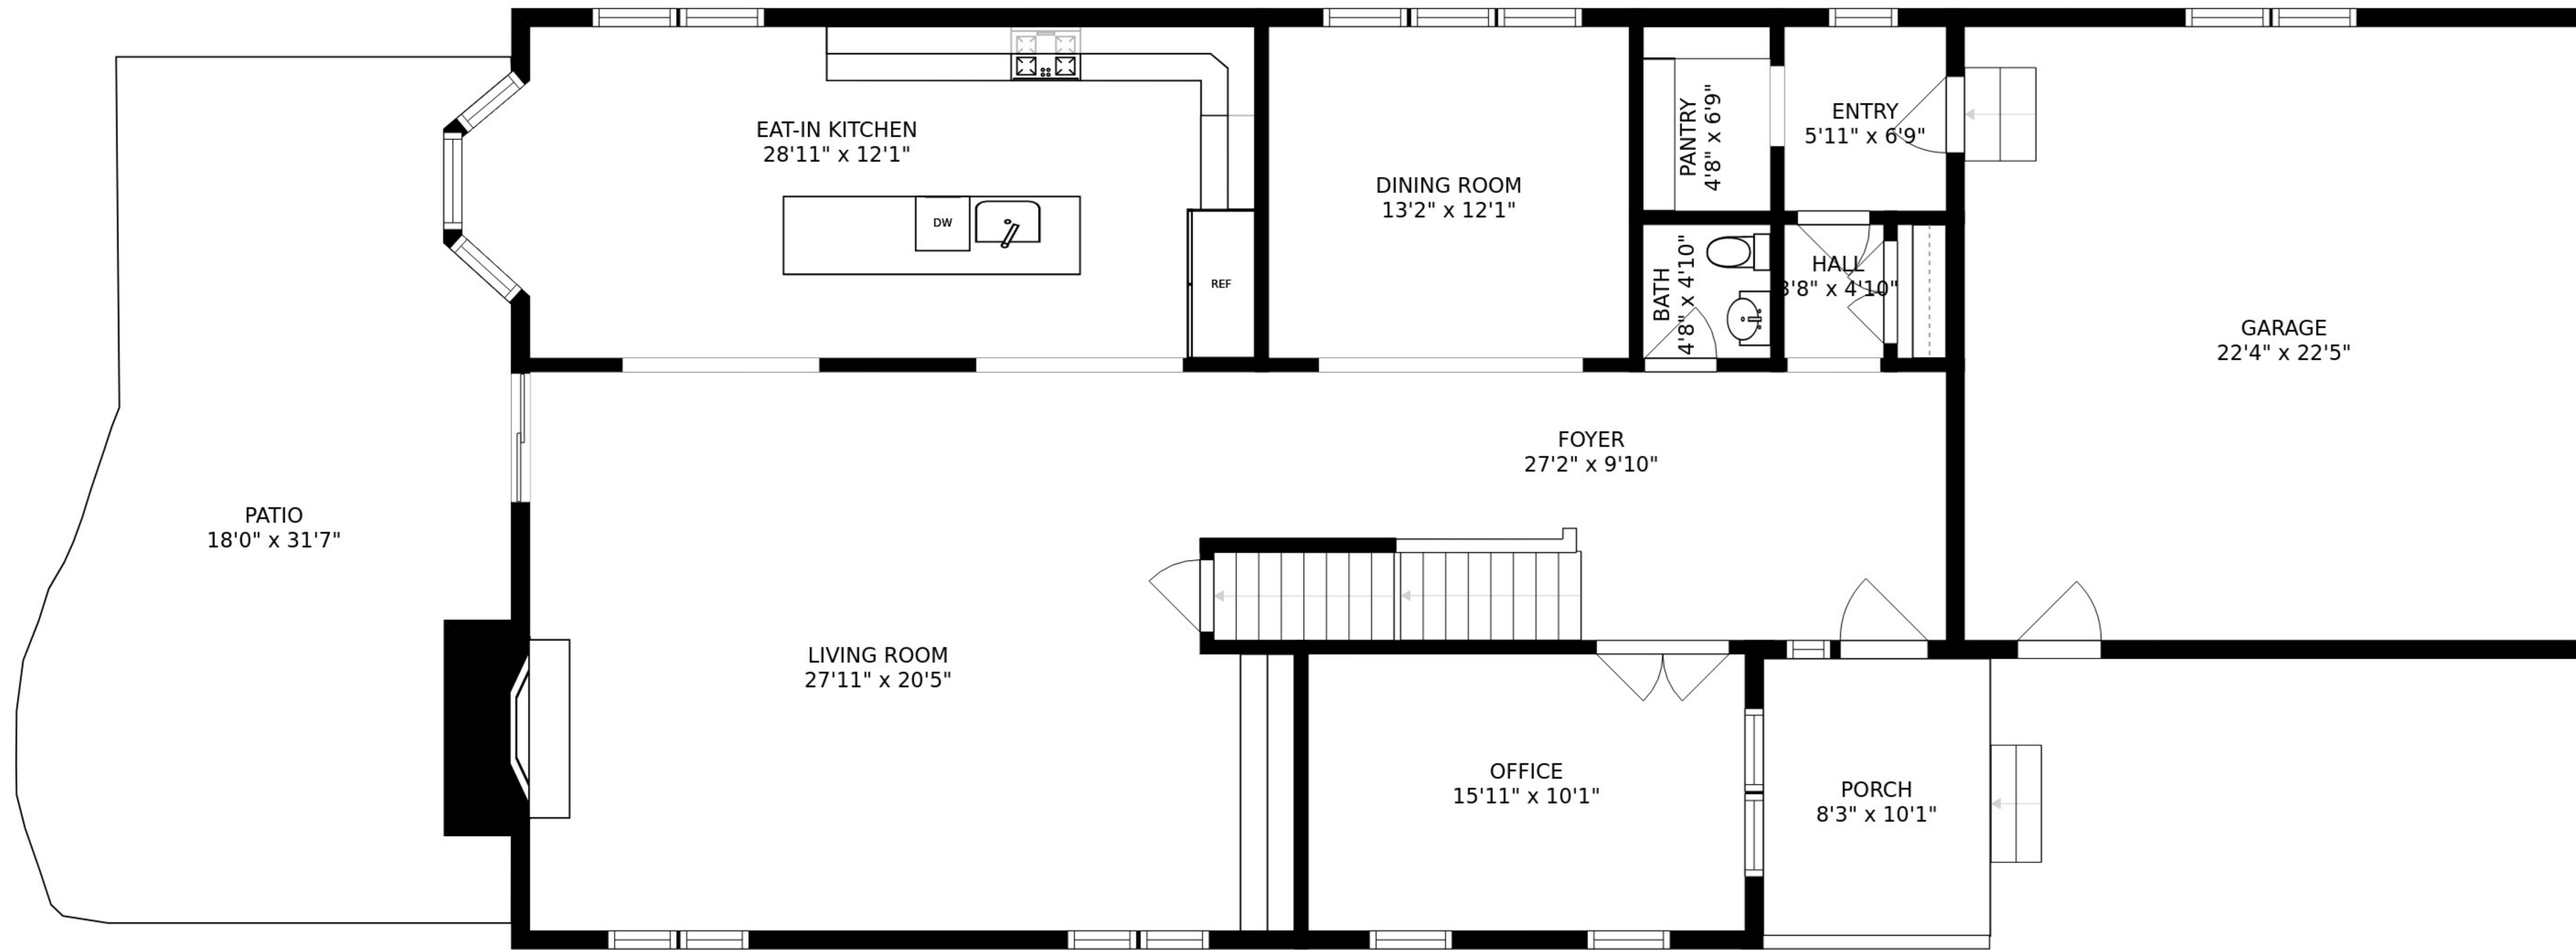 EAT-IN KITCHEN
28'11" x 12'1"
DW
REF
DINING ROOM
13'2" x 12'1"
PANTRY
4'8" x 6'9"
ENTRY
5'11" x 6'9"
BATH
4'8" x 4'10"
HALL
3'8" x 4'10"
GARAGE
22'4" x 22'5"
FOYER
27'2" x 9'10"
PATIO
18'0" x 31'7"
LIVING ROOM
27'11" x 20'5"
OFFICE
15'11" x 10'1"
PORCH
8'3" x 10'1"